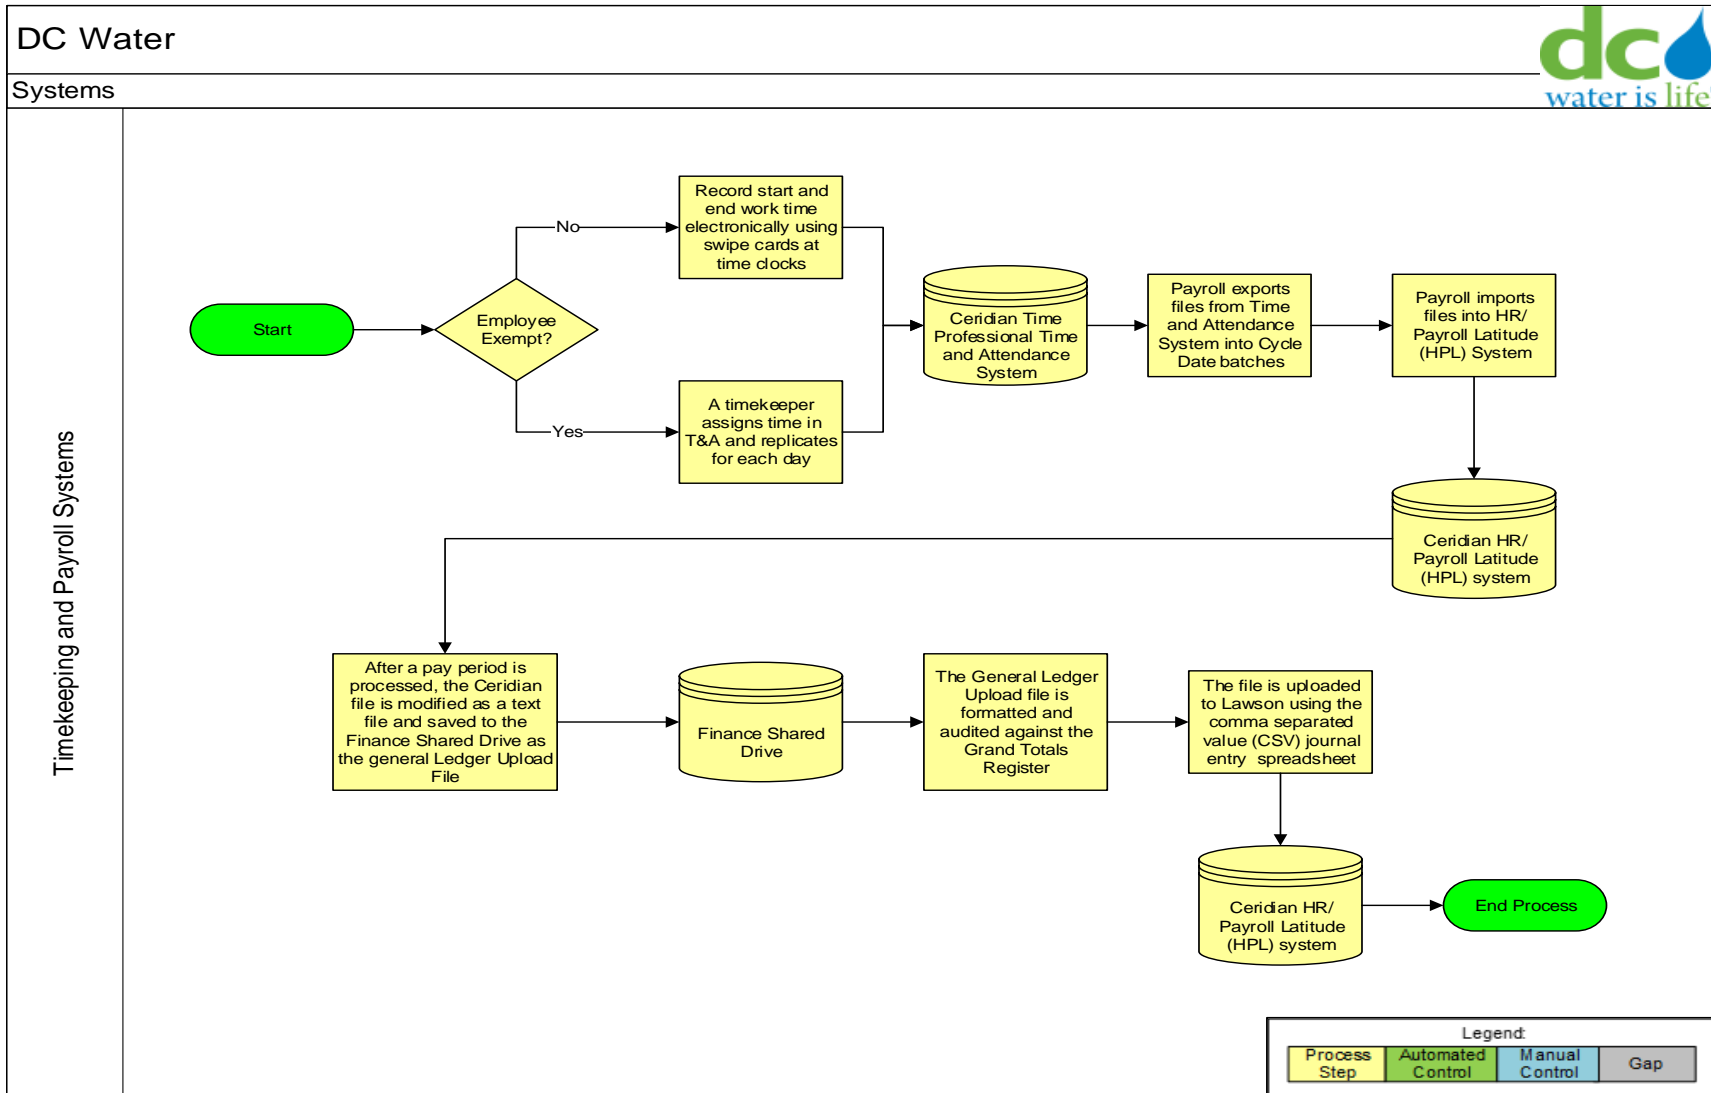 DC Water
dc
water is life
Systems
Timekeeping and Payroll Systems
Start
Employee
Exempt?
No
Yes
Record start and
end work time
electronically using
swipe cards at
time clocks
A timekeeper
assigns time in
T&A and replicates
for each day
Ceridian Time
Professional Time
and Attendance
System
Payroll exports
files from Time
and Attendance
System into Cycle
Date batches
Payroll imports
files into HR/
Payroll Latitude
(HPL) System
Ceridian HR/
Payroll Latitude
(HPL) system
After a pay period is
processed, the Ceridian
file is modified as a text
file and saved to the
Finance Shared Drive as
the general Ledger Upload
File
Finance Shared
Drive
The General Ledger
Upload file is
formatted and
audited against the
Grand Totals
Register
The file is uploaded
to Lawson using the
comma separated
value (CSV) journal
entry spreadsheet
Ceridian HR/
Payroll Latitude
(HPL) system
End Process
Legend:
Process
Step
Automated
Control
Manual
Control
Gap